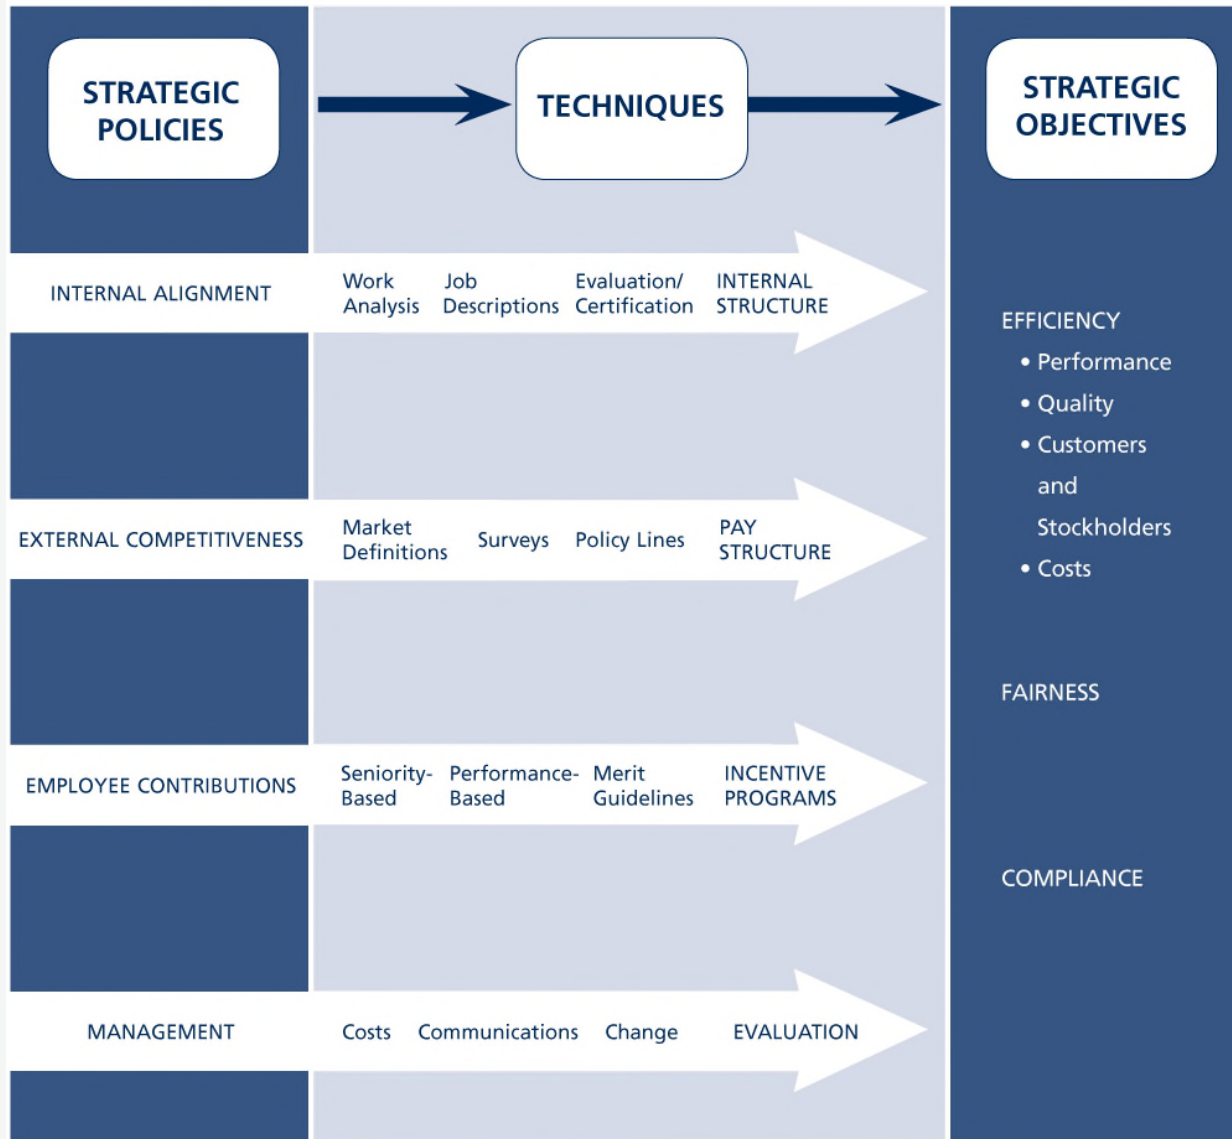 STRATEGIC
POLICIES
TECHNIQUES
STRATEGIC
OBJECTIVES
INTERNAL ALIGNMENT
Work
Analysis
Job
Descriptions
Evaluation/
Certification
INTERNAL
STRUCTURE
EXTERNAL COMPETITIVENESS
Market
Definitions
Surveys
Policy Lines
PAY
STRUCTURE
EMPLOYEE CONTRIBUTIONS
Seniority-
Based
Performance-
Based
Merit
Guidelines
INCENTIVE
PROGRAMS
MANAGEMENT
Costs
Communications
Change
EVALUATION
EFFICIENCY
• Performance
• Quality
• Customers
and
Stockholders
• Costs
FAIRNESS
COMPLIANCE